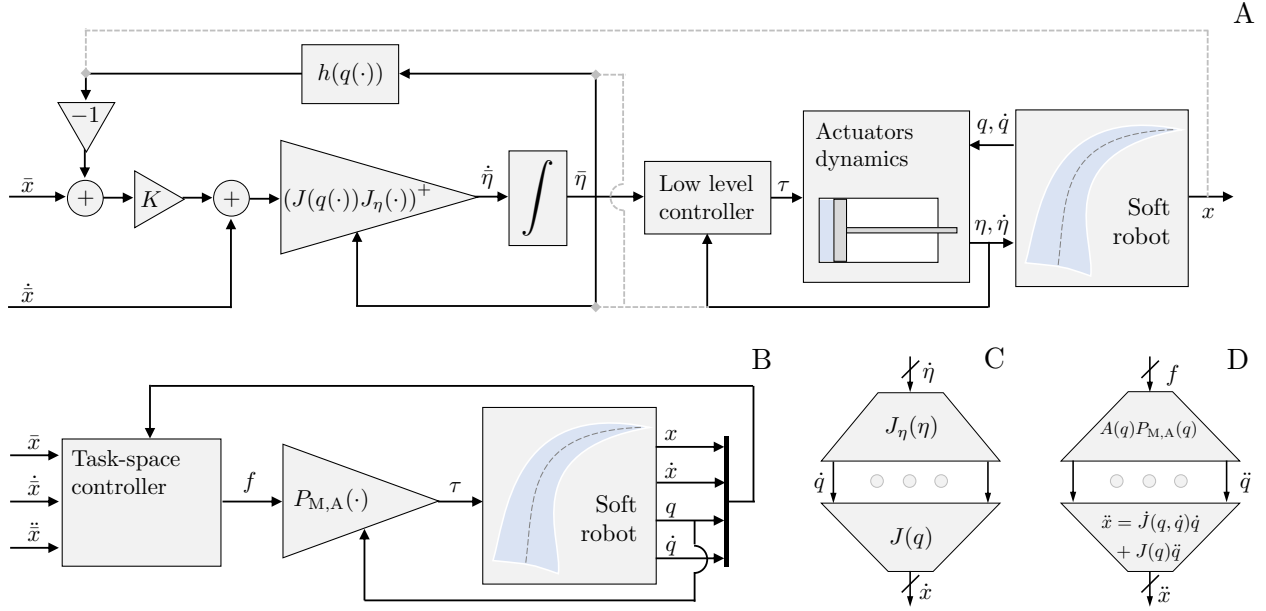 A
h(q(·))
−1
x̄
+
K
+
(J(q(·))J_η(·))⁺
η̄̇
∫
η̄
Low level
controller
τ
Actuators
dynamics
q, q̇
η, η̇
Soft
robot
x
x̄̇
B
x̄
x̄̇
x̄̈
Task-space
controller
f
P_M,A(·)
τ
Soft
robot
x
ẋ
q
q̇
C
η̇
J_η(η)
q̇
J(q)
ẋ
D
f
A(q)P_M,A(q)
q̈
ẍ = J̇(q, q̇)q̇
+ J(q)q̈
ẍ